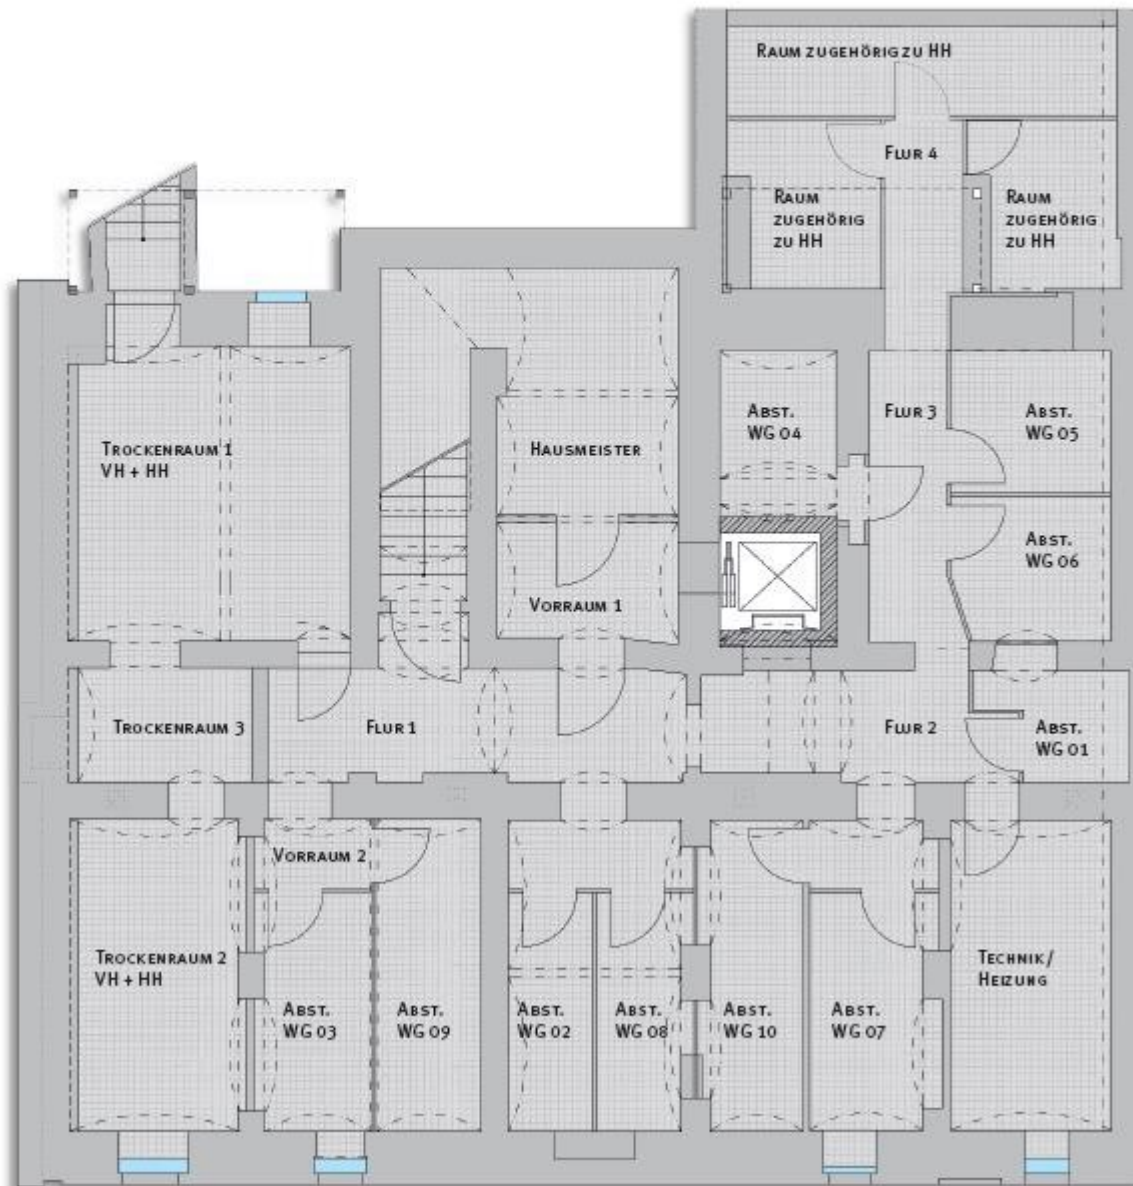 Raum zugehörig zu HH
Flur 4
Raum
zugehörig
zu HH
Raum
zugehörig
zu HH
Trockenraum 1
VH + HH
Hausmeister
Abst.
WG 04
Flur 3
Abst.
WG 05
Abst.
WG 06
Vorraum 1
Trockenraum 3
Flur 1
Flur 2
Abst.
WG 01
Vorraum 2
Trockenraum 2
VH + HH
Abst.
WG 03
Abst.
WG 09
Abst.
WG 02
Abst.
WG 08
Abst.
WG 10
Abst.
WG 07
Technik/
Heizung